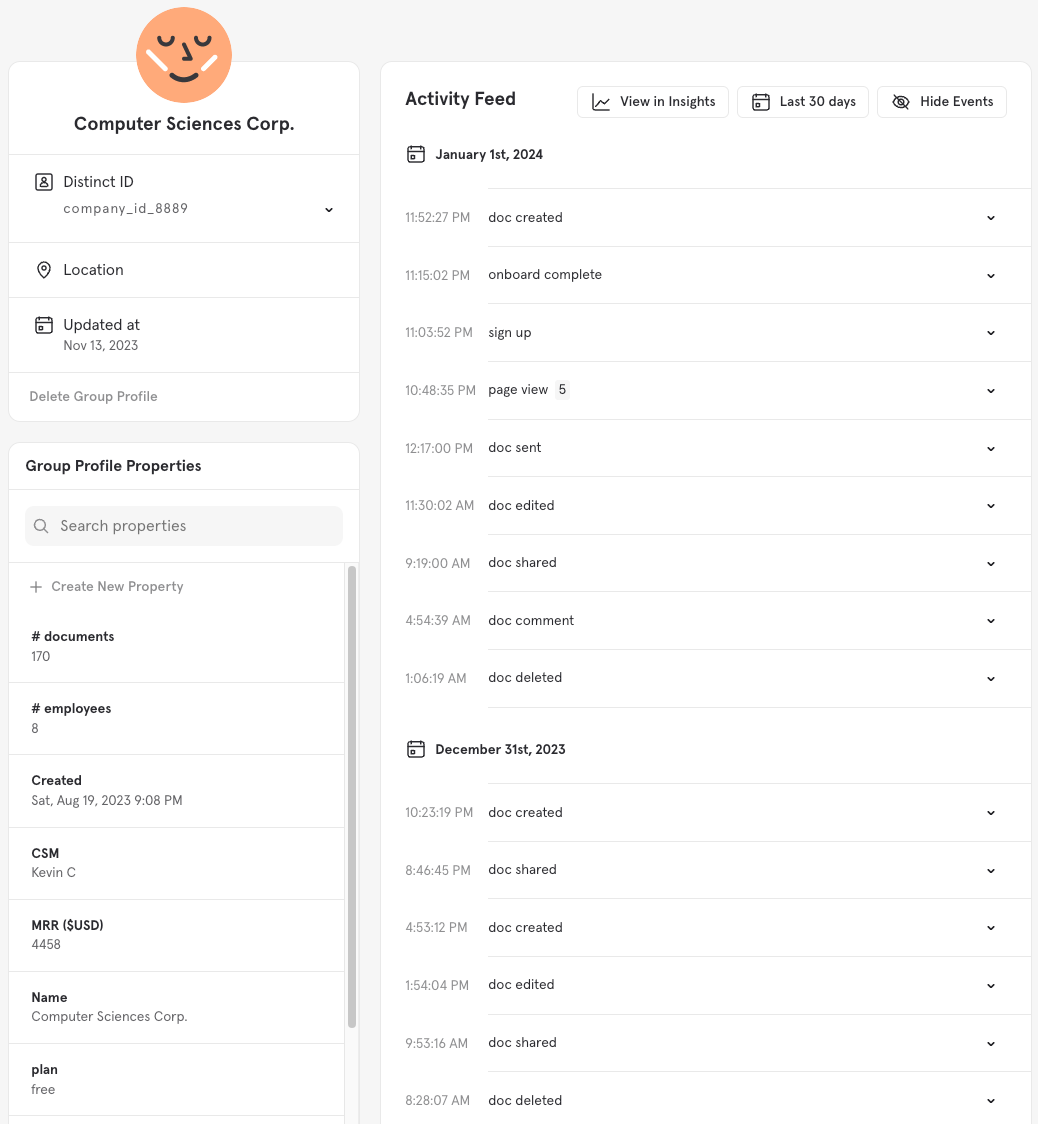 Computer Sciences Corp.
Distinct ID
company_id_8889
Location
Updated at
Nov 13, 2023
Delete Group Profile
Group Profile Properties
Search properties
Create New Property
# documents
170
# employees
8
Created
Sat, Aug 19, 2023 9:08 PM
CSM
Kevin C
MRR ($USD)
4458
Name
Computer Sciences Corp.
plan
free
Activity Feed
View in Insights
Last 30 days
Hide Events
January 1st, 2024
11:52:27 PM doc created
11:15:02 PM onboard complete
11:03:52 PM sign up
10:48:35 PM page view 5
12:17:00 PM doc sent
11:30:02 AM doc edited
9:19:00 AM doc shared
4:54:39 AM doc comment
1:06:19 AM doc deleted
December 31st, 2023
10:23:19 PM doc created
8:46:45 PM doc shared
4:53:12 PM doc created
1:54:04 PM doc edited
9:53:16 AM doc shared
8:28:07 AM doc deleted